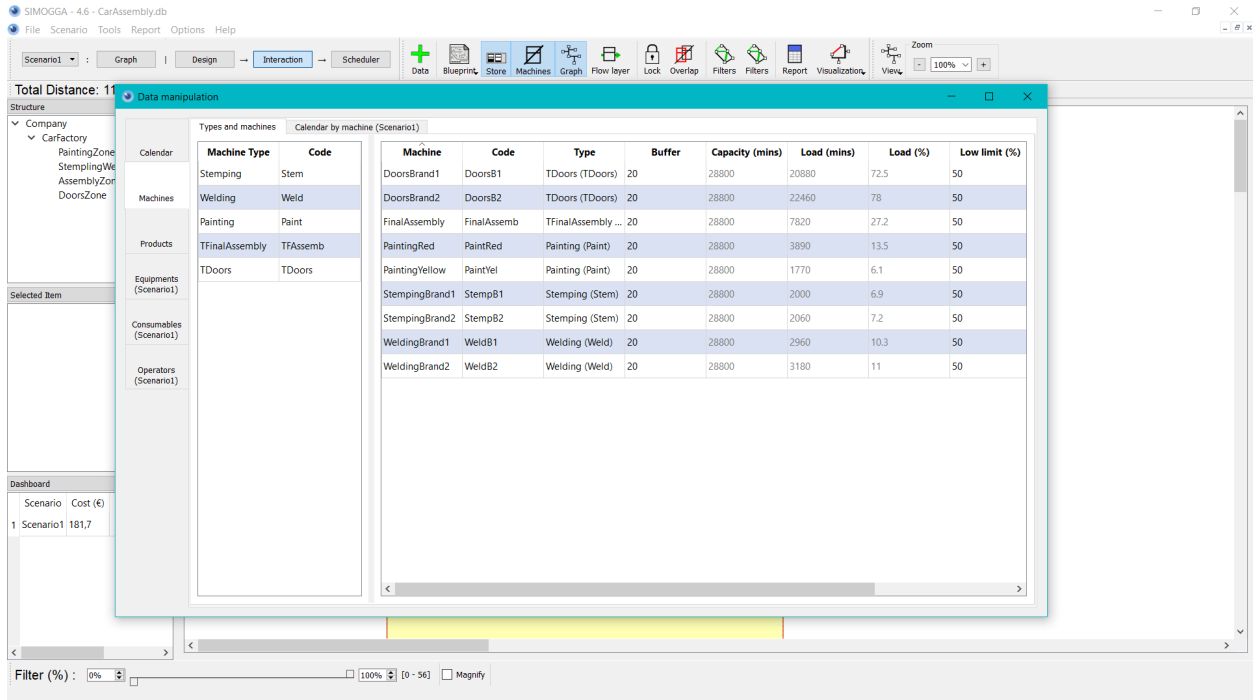 SIMOGGA - 4.6 - CarAssembly.db
File Scenario Tools Report Options Help
Scenario1 : Graph | Design → Interaction → Scheduler
Data Blueprint Store Machines Graph Flow layer Lock Overlap Filters Filters Report Visualization View
Zoom
- 100% +
Total Distance: 11
Structure
Company
CarFactory
PaintingZone
StemplingWe
AssemblyZon
DoorsZone
Selected Item
Dashboard
Scenario Cost (€)
1 Scenario1 181,7
Data manipulation
Calendar
Machines
Products
Equipments
(Scenario1)
Consumables
(Scenario1)
Operators
(Scenario1)
Types and machines Calendar by machine (Scenario1)
Machine Type Code
Stemping Stem
Welding Weld
Painting Paint
TFinalAssembly TFAssemb
TDoors TDoors
Machine Code Type Buffer Capacity (mins) Load (mins) Load (%) Low limit (%)
DoorsBrand1 DoorsB1 TDoors (TDoors) 20 28800 20880 72.5 50
DoorsBrand2 DoorsB2 TDoors (TDoors) 20 28800 22460 78 50
FinalAssembly FinalAssemb TFinalAssembly ... 20 28800 7820 27.2 50
PaintingRed PaintRed Painting (Paint) 20 28800 3890 13.5 50
PaintingYellow PaintYel Painting (Paint) 20 28800 1770 6.1 50
StempingBrand1 StempB1 Stemping (Stem) 20 28800 2000 6.9 50
StempingBrand2 StempB2 Stemping (Stem) 20 28800 2060 7.2 50
WeldingBrand1 WeldB1 Welding (Weld) 20 28800 2960 10.3 50
WeldingBrand2 WeldB2 Welding (Weld) 20 28800 3180 11 50
Filter (%) : 0% 100% [0 - 56] Magnify